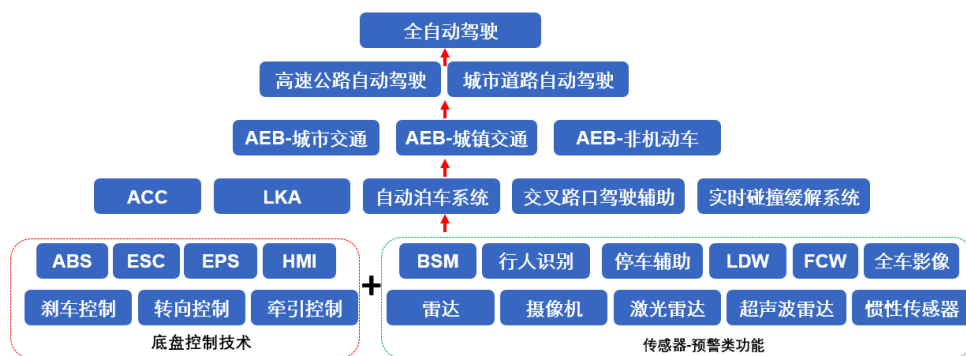 全自动驾驶
高速公路自动驾驶 城市道路自动驾驶
AEB-城市交通 AEB-城镇交通 AEB-非机动车
ACC LKA 自动泊车系统 交叉路口驾驶辅助 实时碰撞缓解系统
ABS ESC EPS HMI + BSM 行人识别 停车辅助 LDW FCW 全车影像
刹车控制 转向控制 牵引控制 雷达 摄像机 激光雷达 超声波雷达 惯性传感器
底盘控制技术 传感器-预警类功能